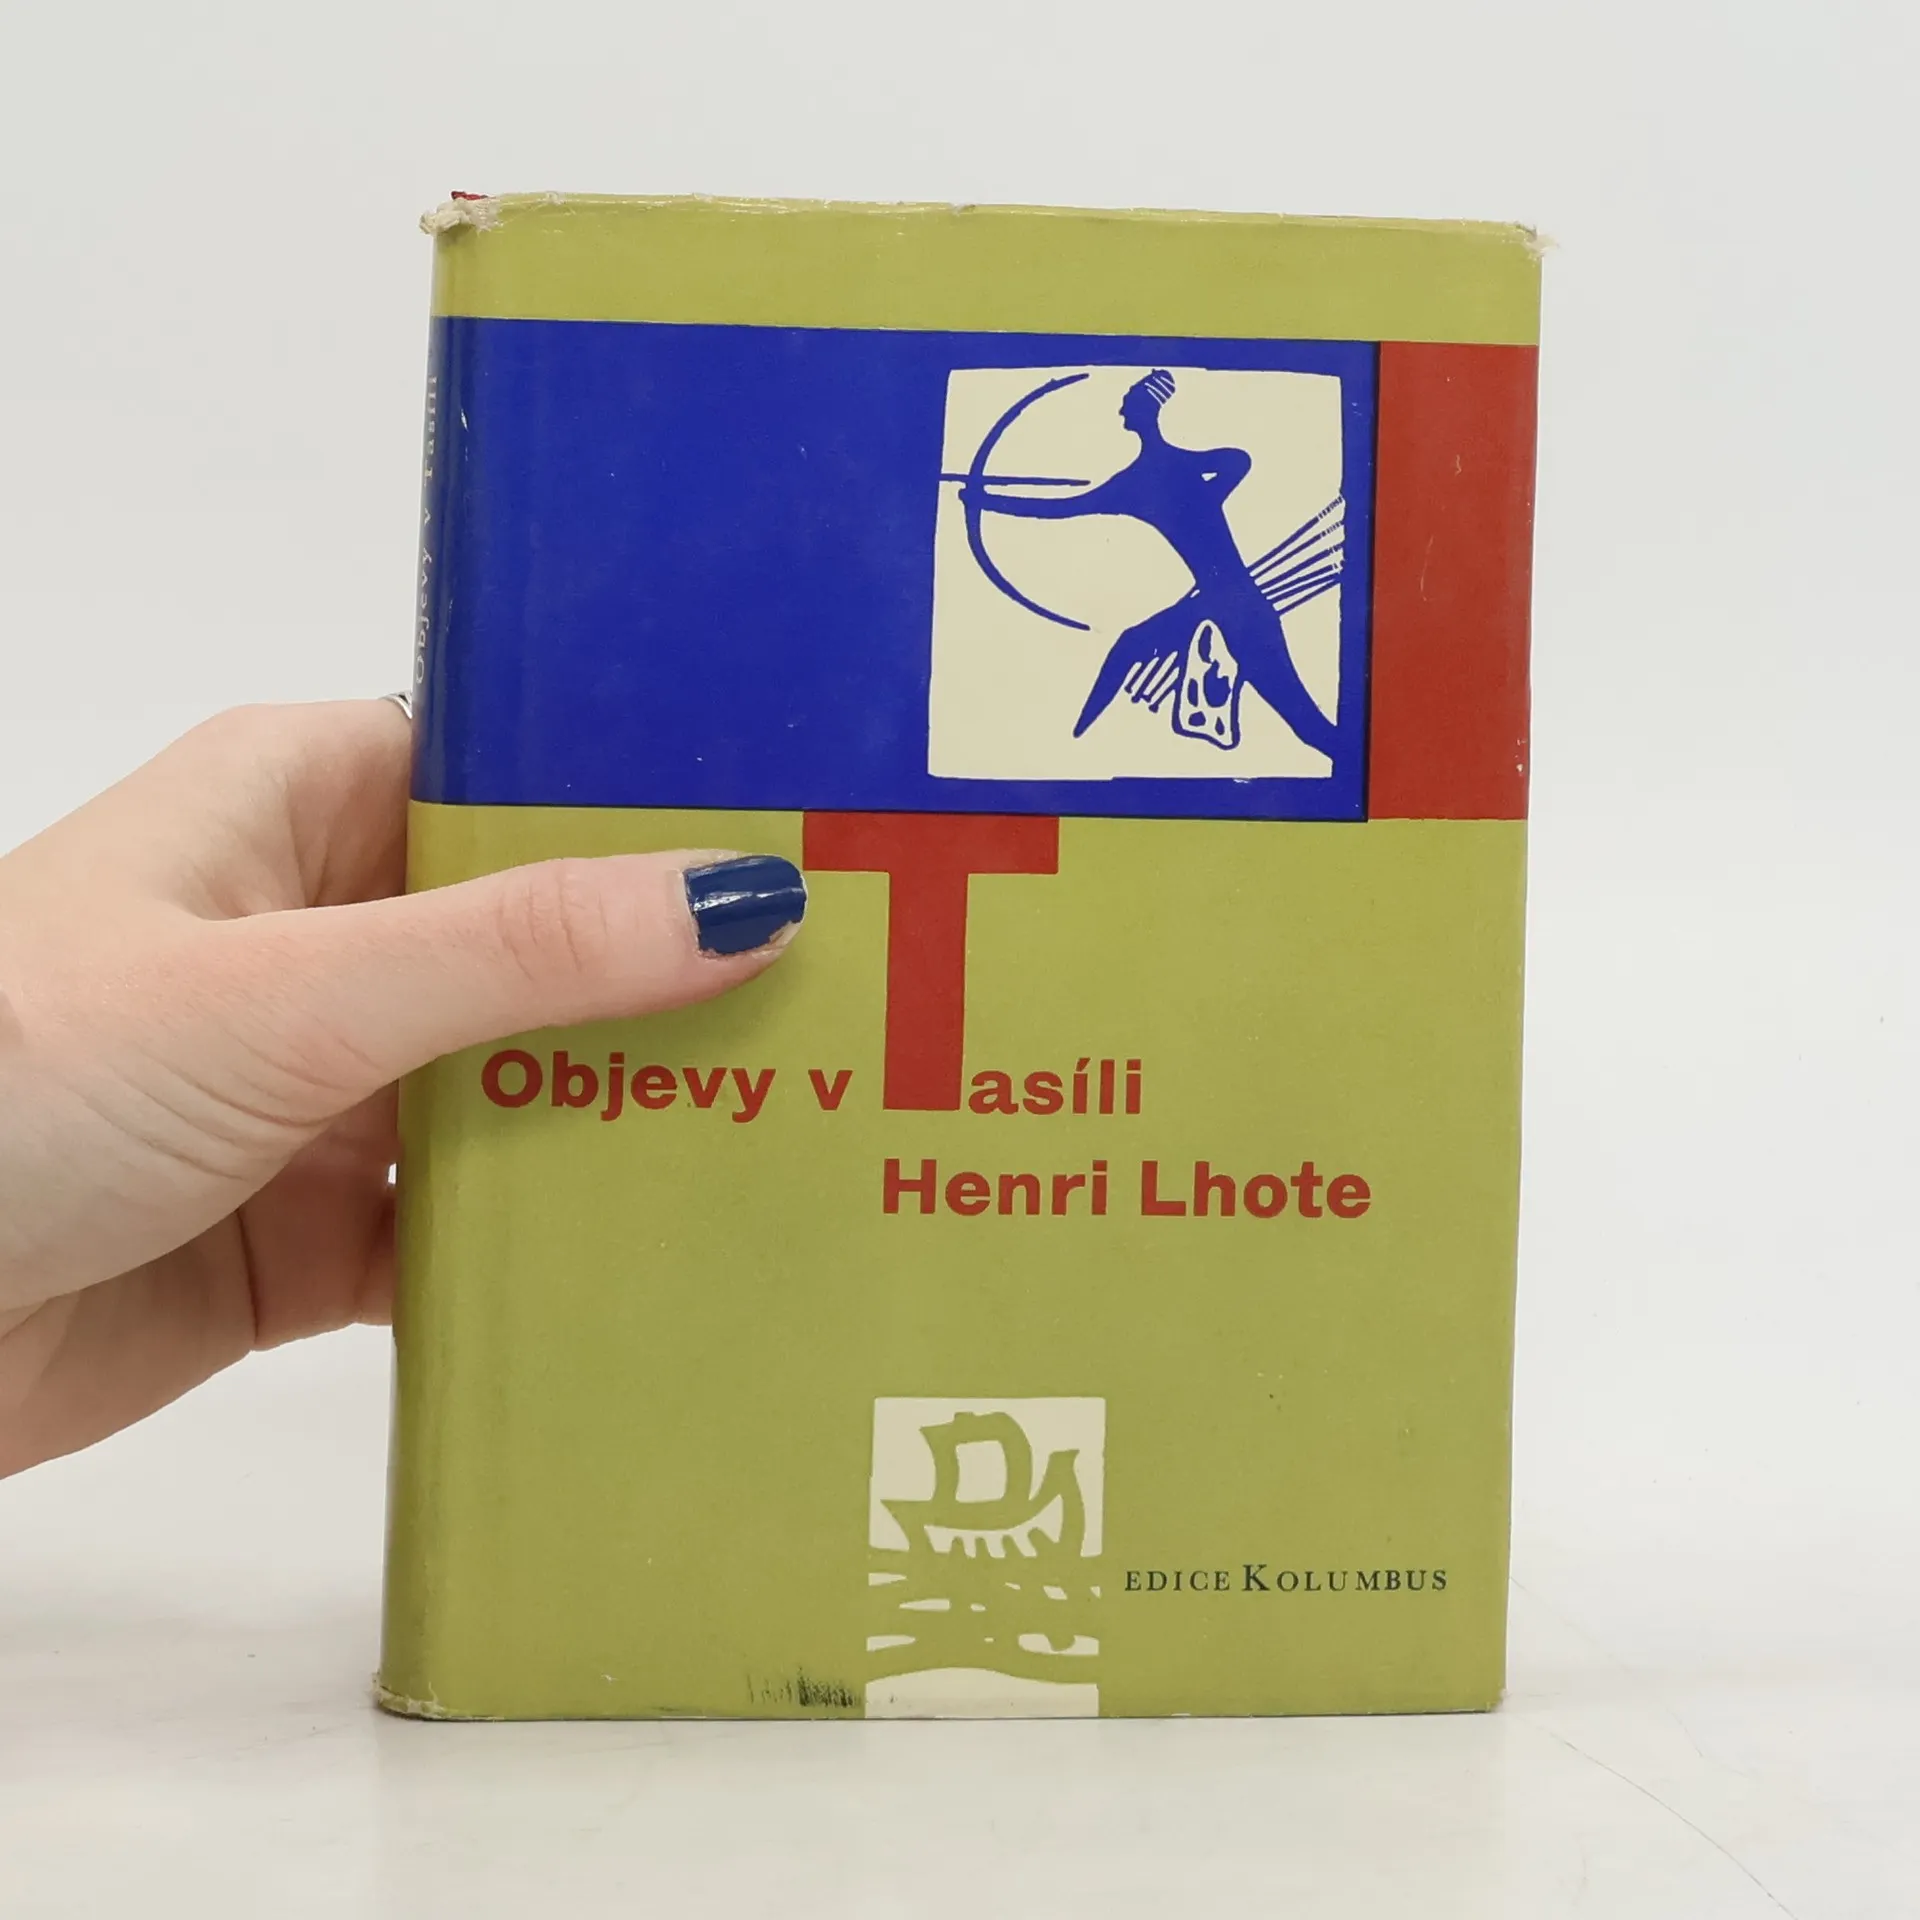 Objevy v Tasíli
Objevy v Tasíli
Henri Lhote
EDICE KOLUMBUS